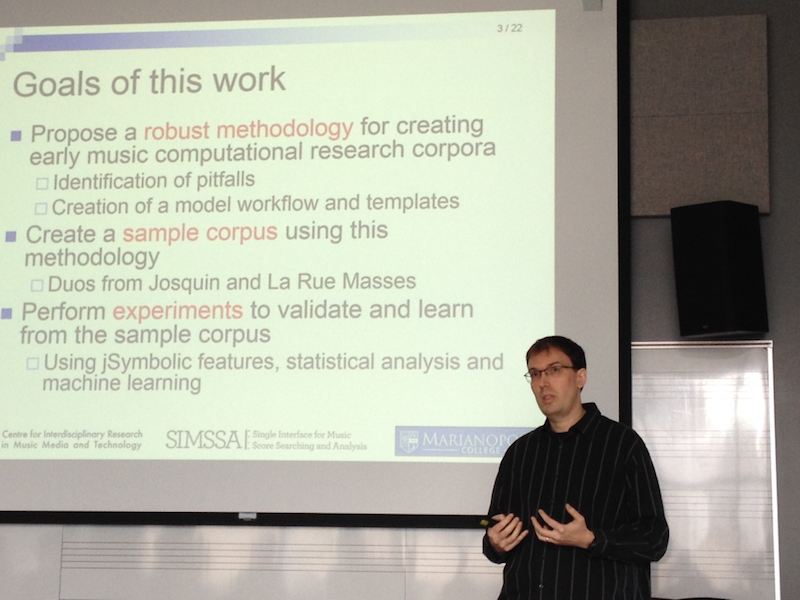 3 / 22
Goals of this work
Propose a robust methodology for creating
early music computational research corpora
Identification of pitfalls
Creation of a model workflow and templates
Create a sample corpus using this
methodology
Duos from Josquin and La Rue Masses
Perform experiments to validate and learn
from the sample corpus
Using jSymbolic features, statistical analysis and
machine learning
Centre for Interdisciplinary Research
in Music Media and Technology
SIMSSA
Single Interface for Music
Score Searching and Analysis
MARIANOPO
COLLEGE